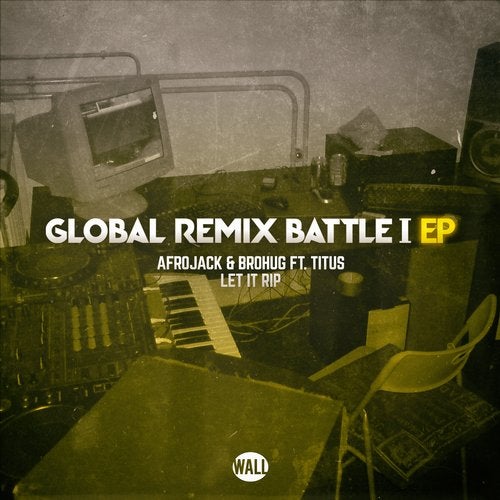 GLOBAL REMIX BATTLE I EP
AFROJACK & BROHUG FT. TITUS
LET IT RIP
WALL